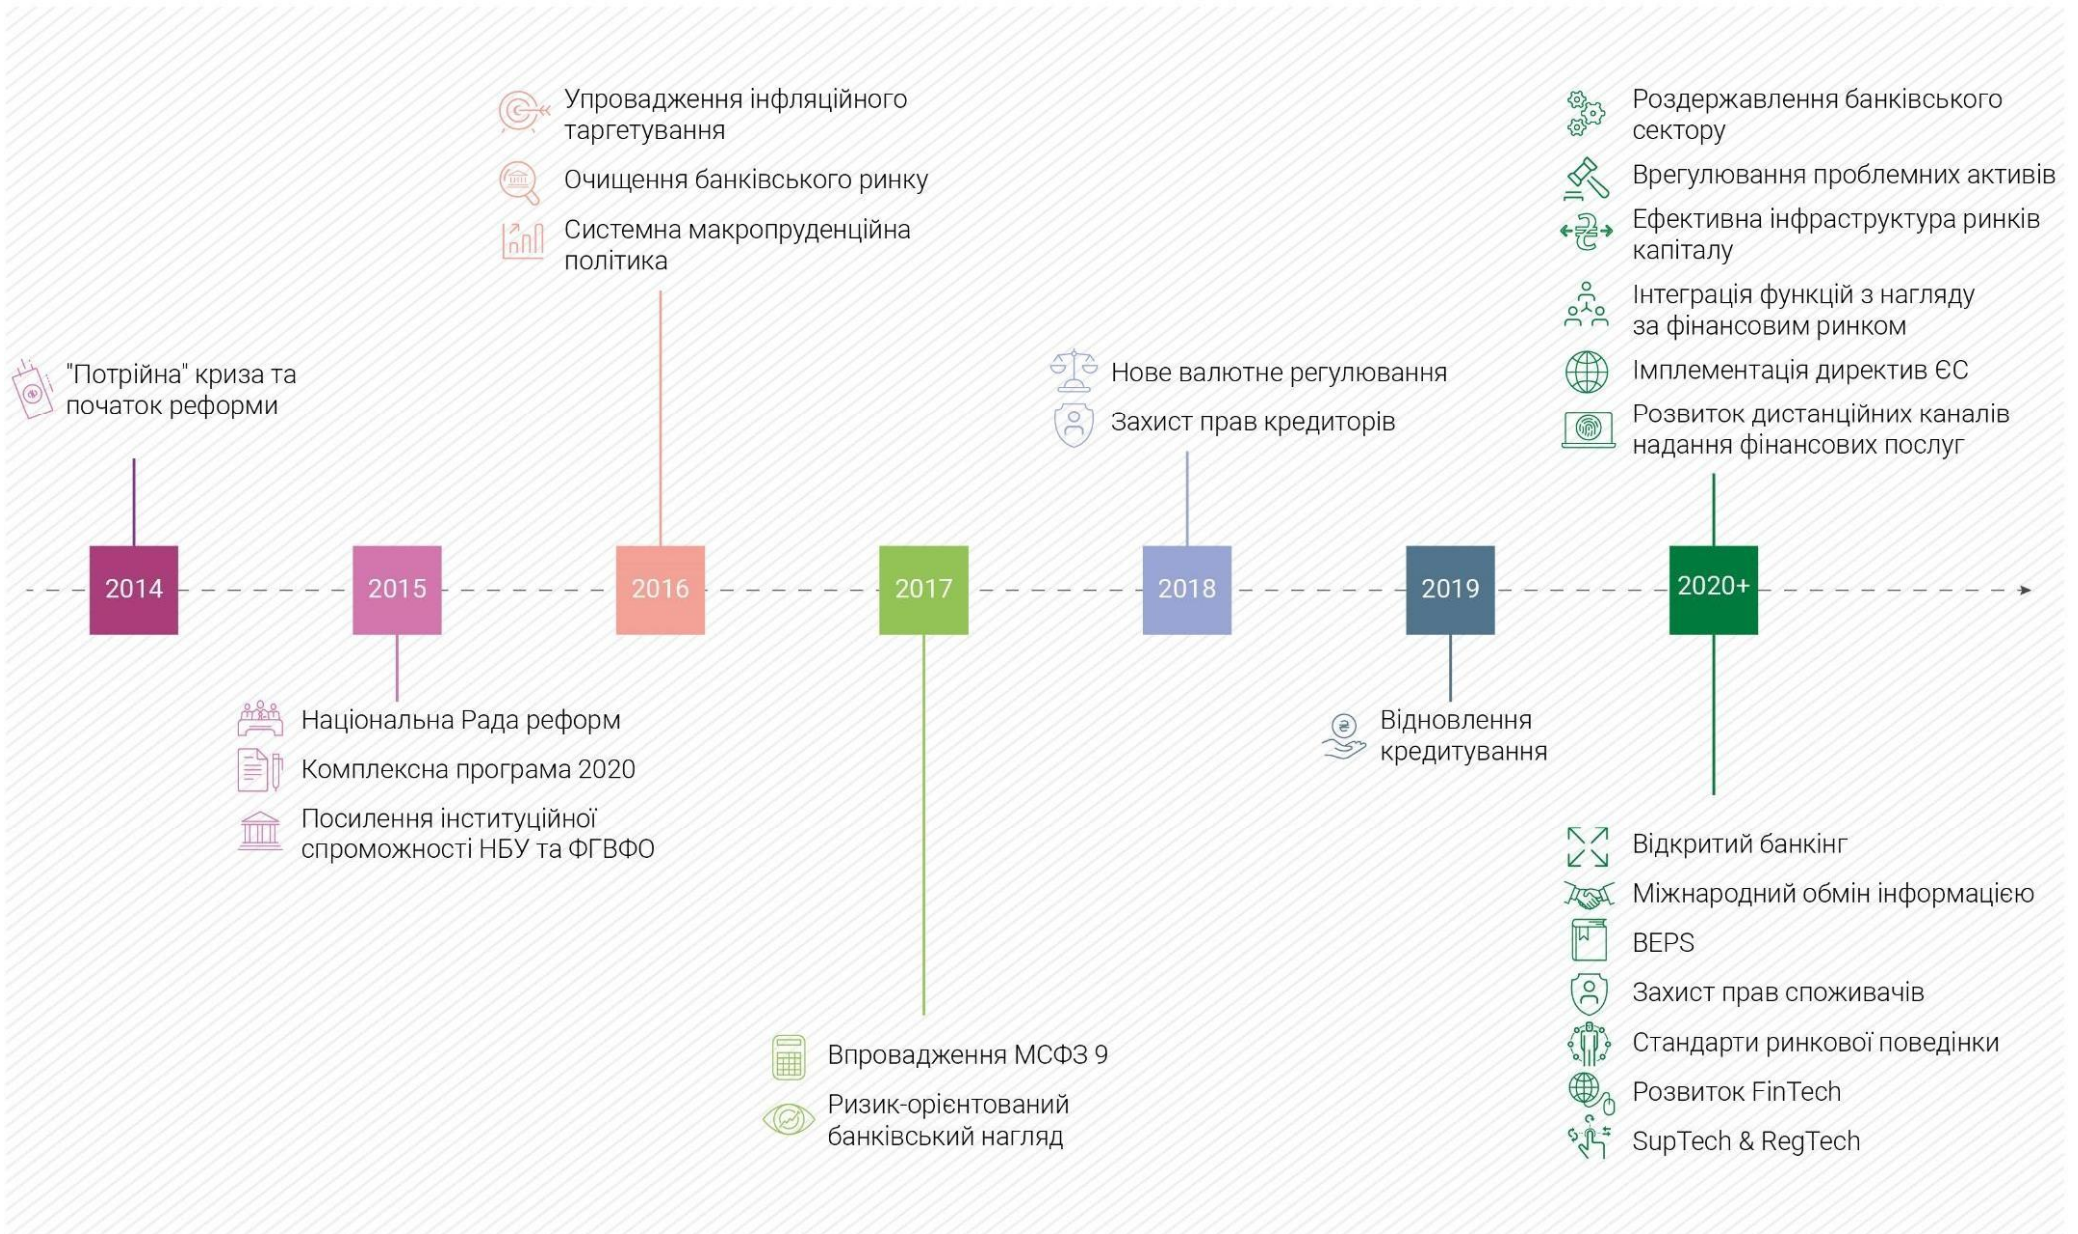 "Потрійна" криза та
початок реформи
2014
2015
Національна Рада реформ
Комплексна програма 2020
Посилення інституційної
спроможності НБУ та ФГВФО
Упровадження інфляційного
таргетування
Очищення банківського ринку
Системна макропруденційна
політика
2016
2017
Впровадження МСФЗ 9
Ризик-орієнтований
банківський нагляд
Нове валютне регулювання
Захист прав кредиторів
2018
2019
Відновлення
кредитування
Роздержавлення банківського
сектору
Врегулювання проблемних активів
Ефективна інфраструктура ринків
капіталу
Інтеграція функцій з нагляду
за фінансовим ринком
Імплементація директив ЄС
Розвиток дистанційних каналів
надання фінансових послуг
2020+
Відкритий банкінг
Міжнародний обмін інформацією
BEPS
Захист прав споживачів
Стандарти ринкової поведінки
Розвиток FinTech
SupTech & RegTech